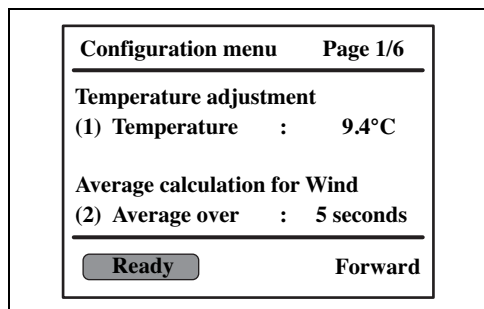 Configuration menu Page 1/6
Temperature adjustment
(1) Temperature : 9.4°C
Average calculation for Wind
(2) Average over : 5 seconds
Ready Forward